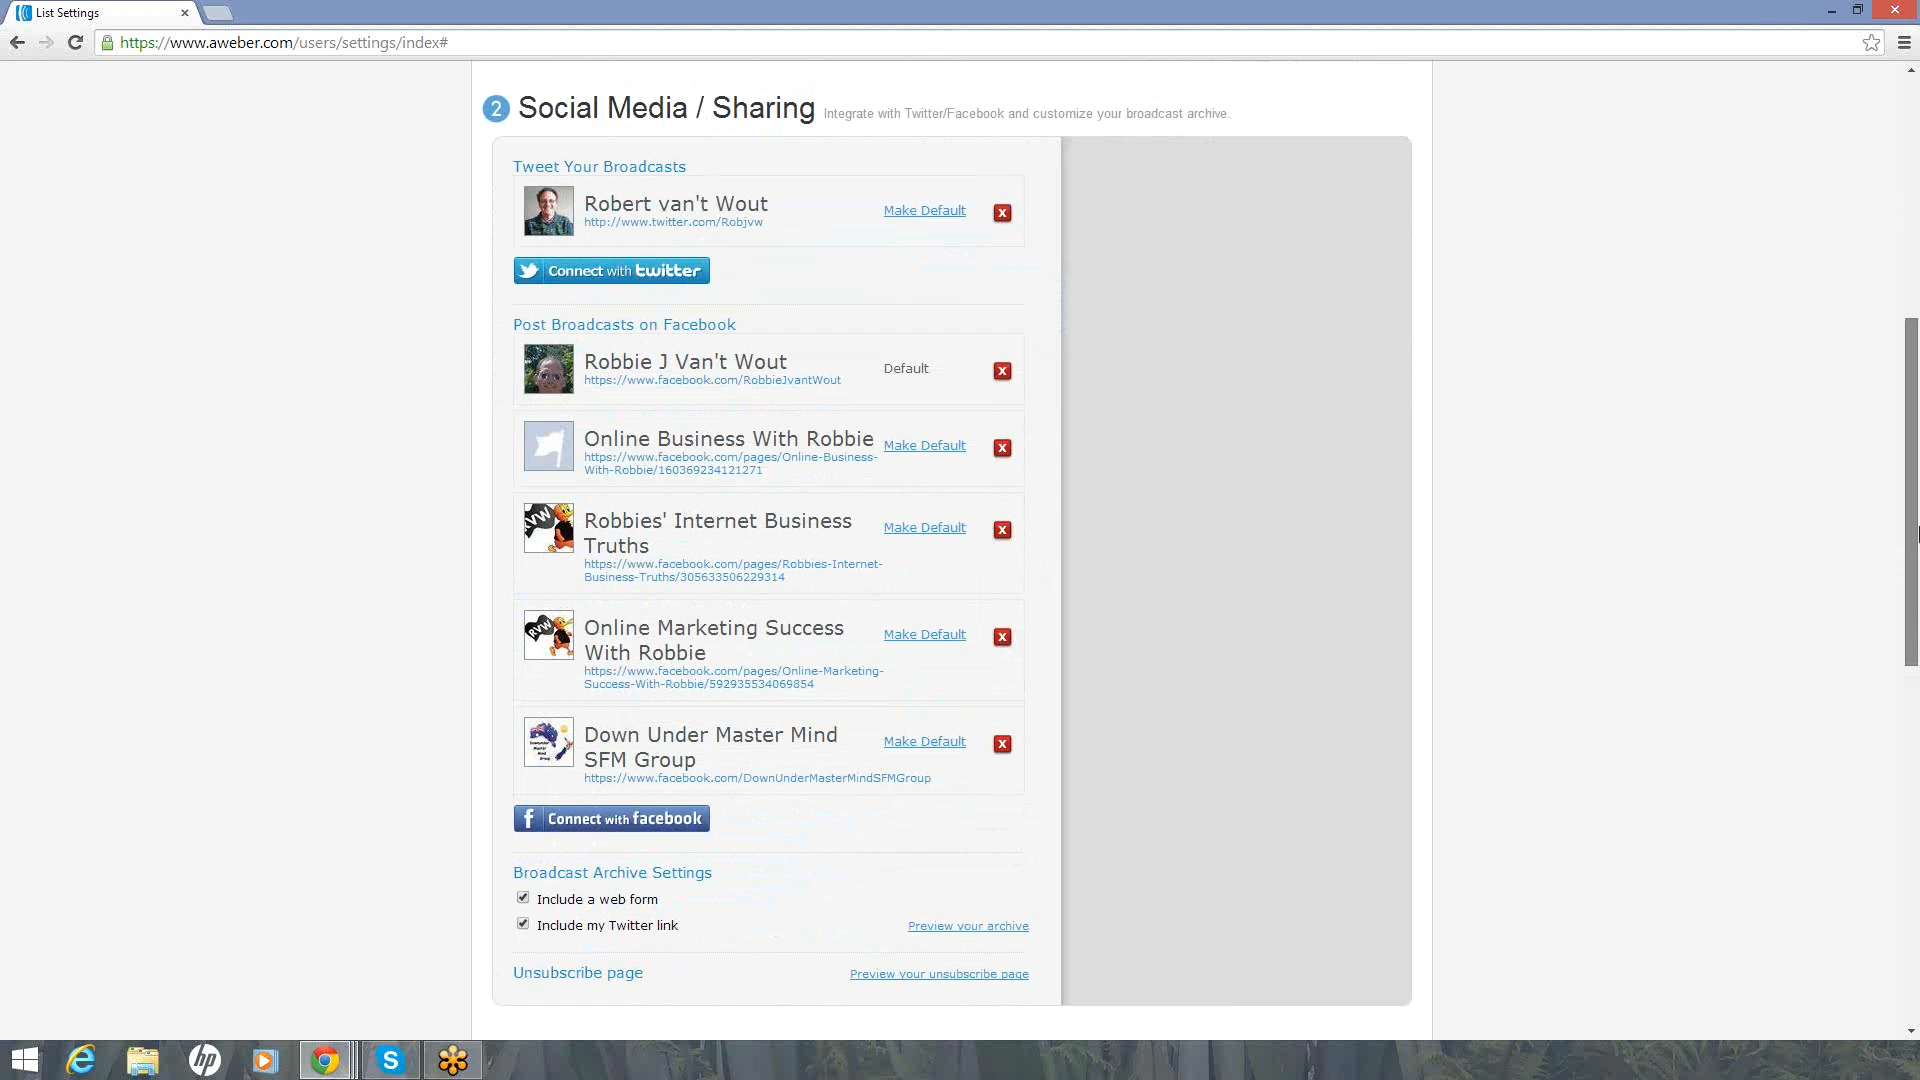 List Settings
https://www.aweber.com/users/settings/index#
2 Social Media / Sharing Integrate with Twitter/Facebook and customize your broadcast archive.
Tweet Your Broadcasts
Robert van't Wout
http://www.twitter.com/Robjvw
Make Default
x
Connect with twitter
Post Broadcasts on Facebook
Robbie J Van't Wout
https://www.facebook.com/RobbieJvantWout
Default
x
Online Business With Robbie
https://www.facebook.com/pages/Online-Business-
With-Robbie/160369234121271
Make Default
x
RVW
Robbies' Internet Business
Truths
https://www.facebook.com/pages/Robbies-Internet-
Business-Truths/305633506229314
Make Default
x
RVW
Online Marketing Success
With Robbie
https://www.facebook.com/pages/Online-Marketing-
Success-With-Robbie/592935534069854
Make Default
x
Down Under Master Mind
SFM Group
https://www.facebook.com/DownUnderMasterMindSFMGroup
Make Default
x
f Connect with facebook
Broadcast Archive Settings
Include a web form
Include my Twitter link
Preview your archive
Unsubscribe page
Preview your unsubscribe page
hp
S